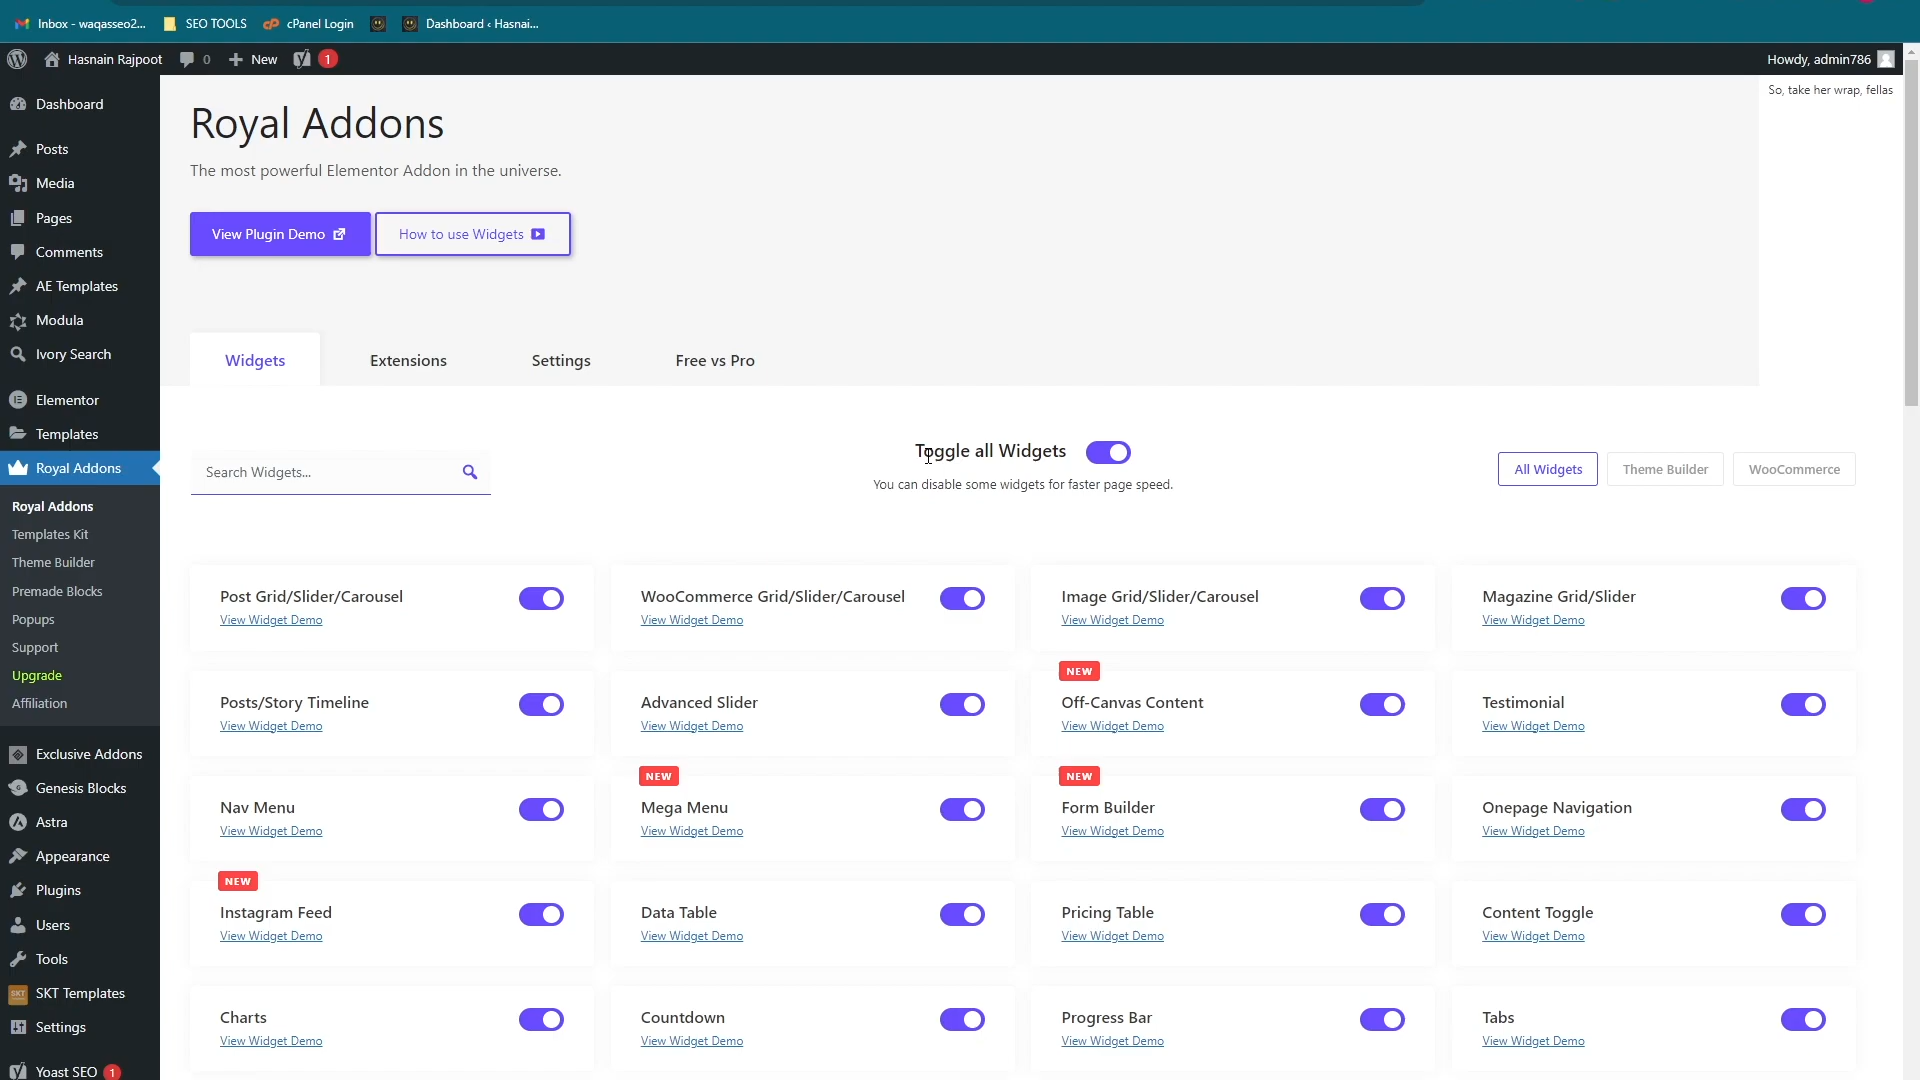 Inbox - waqasseo2...
SEO TOOLS
cPanel Login
Dashboard ‹ Hasnai...
Hasnain Rajpoot
0
New
1
Howdy, admin786
So, take her wrap, fellas
Dashboard
Posts
Media
Pages
Comments
AE Templates
Modula
Ivory Search
Elementor
Templates
Royal Addons
Royal Addons
Templates Kit
Theme Builder
Premade Blocks
Popups
Support
Upgrade
Affiliation
Exclusive Addons
Genesis Blocks
Astra
Appearance
Plugins
Users
Tools
SKT Templates
Settings
Yoast SEO 1
Royal Addons
The most powerful Elementor Addon in the universe.
View Plugin Demo
How to use Widgets
Widgets
Extensions
Settings
Free vs Pro
Search Widgets...
Toggle all Widgets
You can disable some widgets for faster page speed.
All Widgets
Theme Builder
WooCommerce
Post Grid/Slider/Carousel
View Widget Demo
WooCommerce Grid/Slider/Carousel
View Widget Demo
Image Grid/Slider/Carousel
View Widget Demo
Magazine Grid/Slider
View Widget Demo
Posts/Story Timeline
View Widget Demo
Advanced Slider
View Widget Demo
NEW
Off-Canvas Content
View Widget Demo
Testimonial
View Widget Demo
Nav Menu
View Widget Demo
NEW
Mega Menu
View Widget Demo
NEW
Form Builder
View Widget Demo
Onepage Navigation
View Widget Demo
NEW
Instagram Feed
View Widget Demo
Data Table
View Widget Demo
Pricing Table
View Widget Demo
Content Toggle
View Widget Demo
Charts
View Widget Demo
Countdown
View Widget Demo
Progress Bar
View Widget Demo
Tabs
View Widget Demo